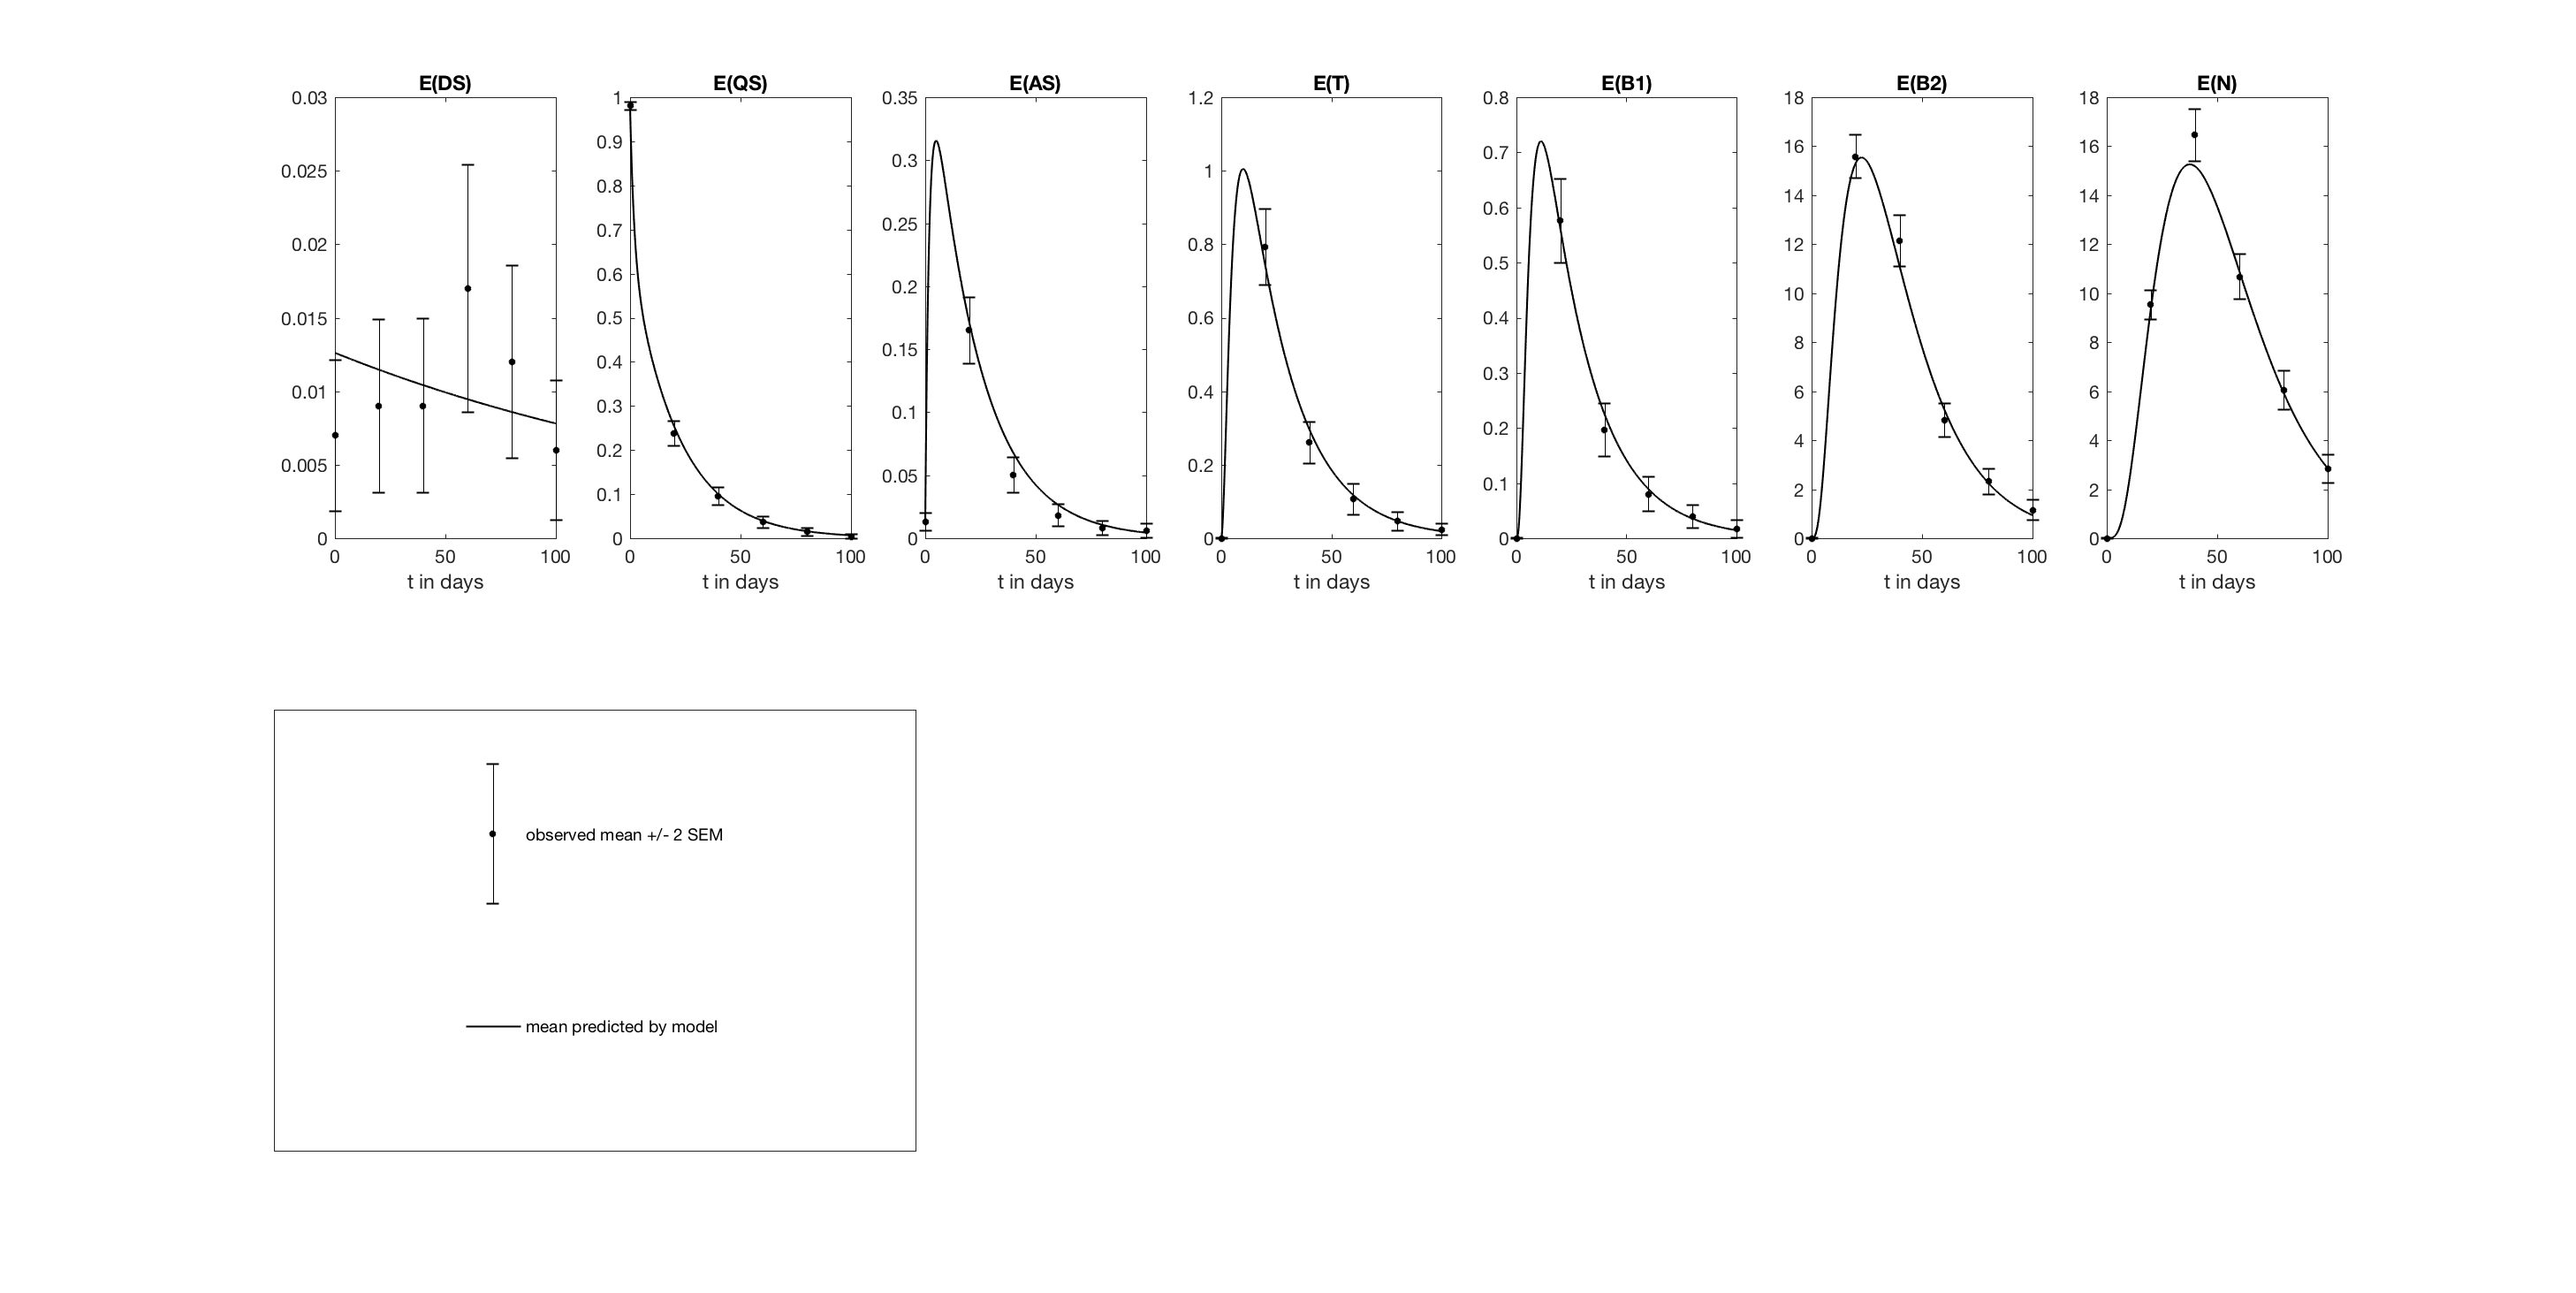 E(DS) E(QS) E(AS) E(T) E(B1) E(B2) E(N)
0.03 1 0.35 1.2 0.8 18 18
0.9 0.7 16 16
0.025 0.3 1
0.8 14 14
0.6
0.02 0.7 0.25 0.8 12 12
0.5
0.6 0.2 10 10
0.015 0.5 0.6 0.4
0.15 8 8
0.4 0.3
0.01 0.4 6 6
0.3 0.1
0.2 4 4
0.005 0.2 0.05 0.2
0.1 0.1 2 2
0 0 0 0 0 0 0
0 50 100 0 50 100 0 50 100 0 50 100 0 50 100 0 50 100 0 50 100
t in days t in days t in days t in days t in days t in days t in days
observed mean +/- 2 SEM
mean predicted by model